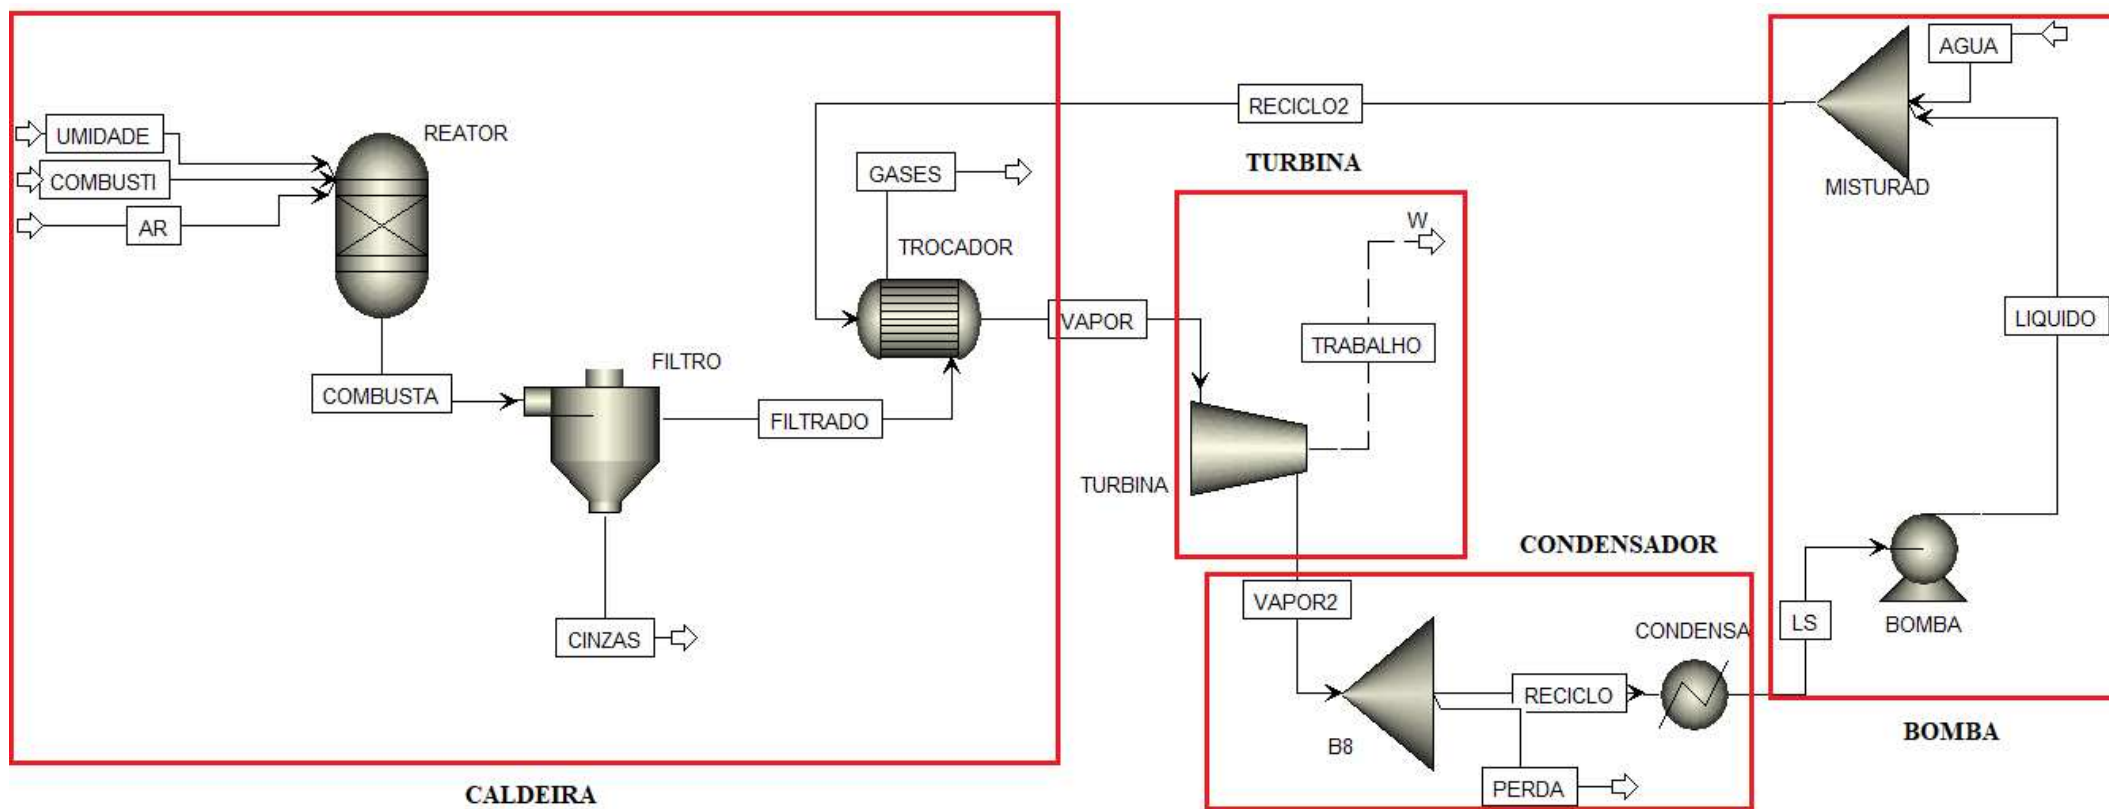 UMIDADE
COMBUSTI
AR
REATOR
COMBUSTA
FILTRO
FILTRADO
CINZAS
GASES
TROCADOR
CALDEIRA
RECICLO2
TURBINA
VAPOR
W
TRABALHO
TURBINA
CONDENSADOR
VAPOR2
B8
RECICLO
PERDA
CONDENSA
AGUA
MISTURAD
LIQUIDO
LS
BOMBA
BOMBA